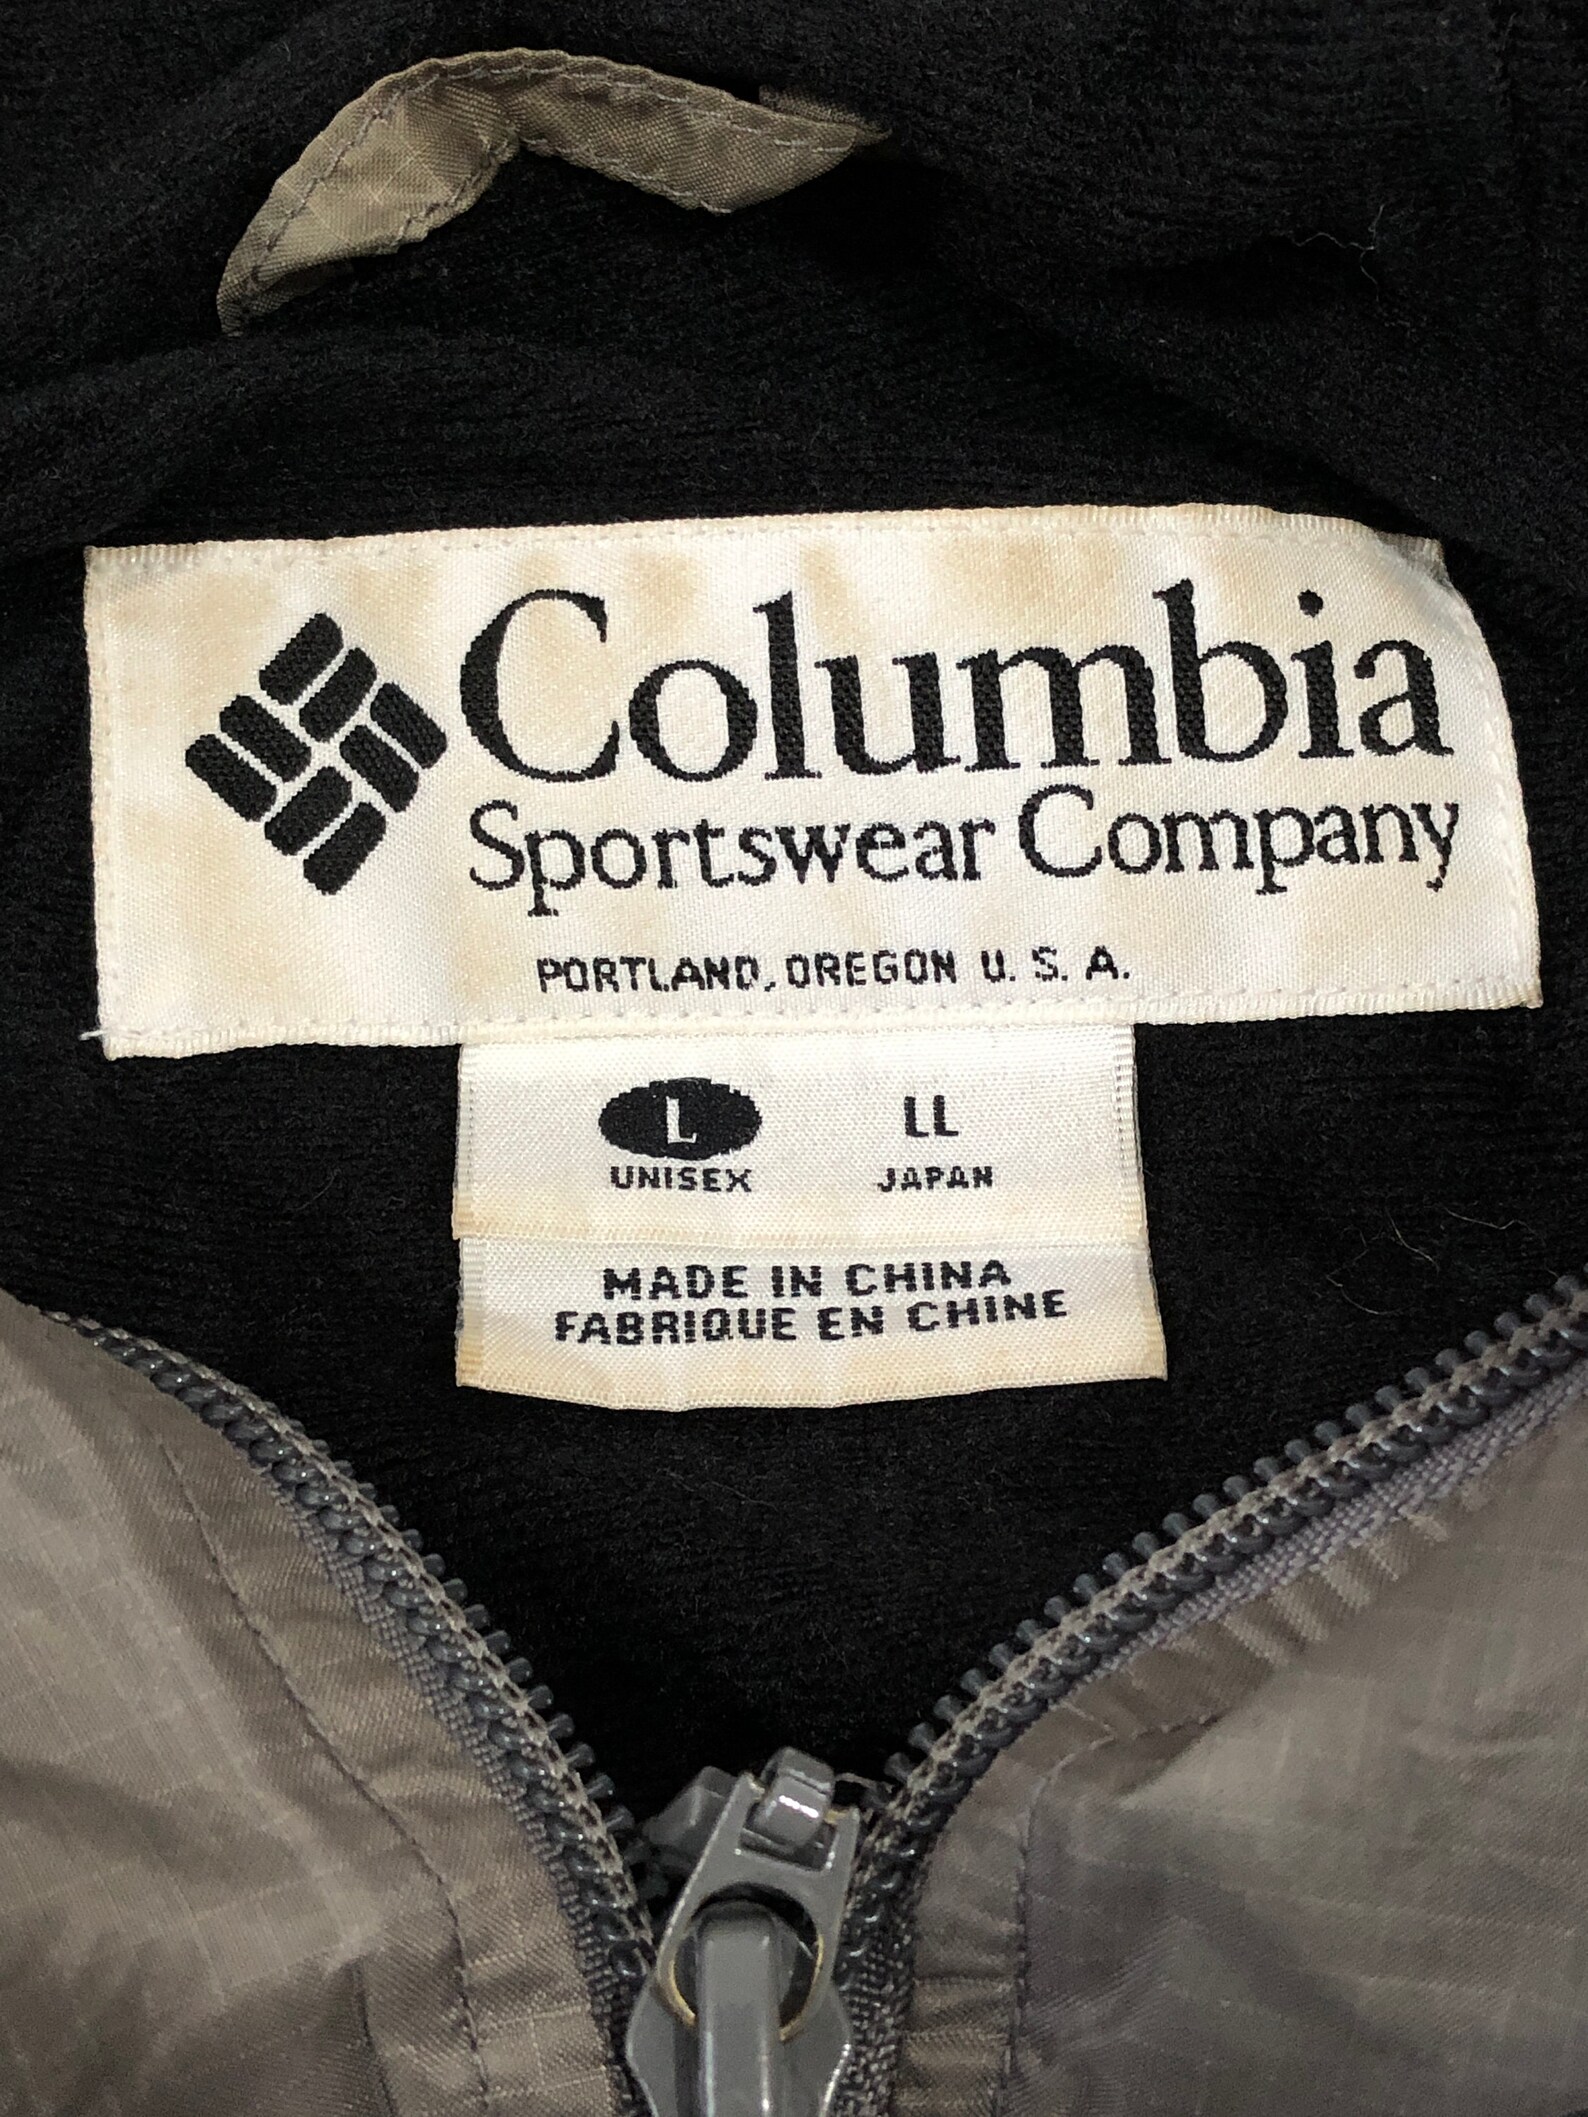 Columbia
Sportswear Company
PORTLAND, OREGON U. S. A.
L LL
UNISEX JAPAN
MADE IN CHINA
FABRIQUE EN CHINE